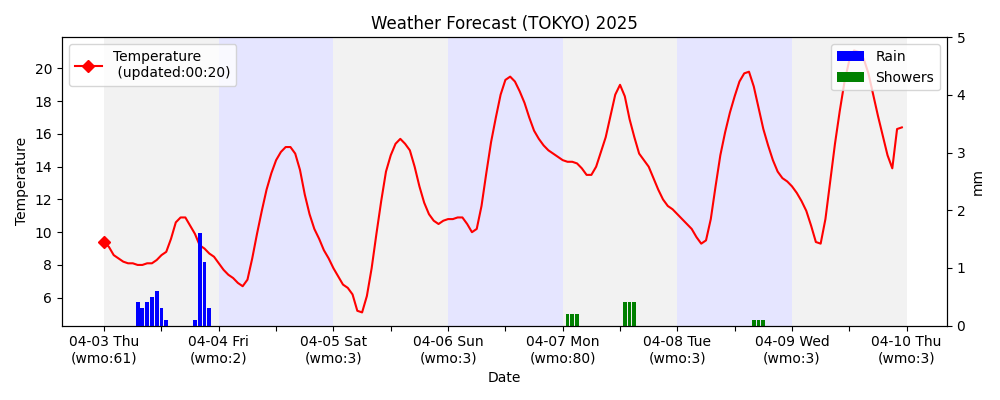 Weather Forecast (TOKYO) 2025
Temperature
(updated:00:20)
Rain
Showers
Temperature
20
18
16
14
12
10
8
6
5
4
3
2
1
0
mm
04-03 Thu 04-04 Fri 04-05 Sat 04-06 Sun 04-07 Mon 04-08 Tue 04-09 Wed 04-10 Thu
(wmo:61) (wmo:2) (wmo:3) (wmo:3) (wmo:80) (wmo:3) (wmo:3) (wmo:3)
Date